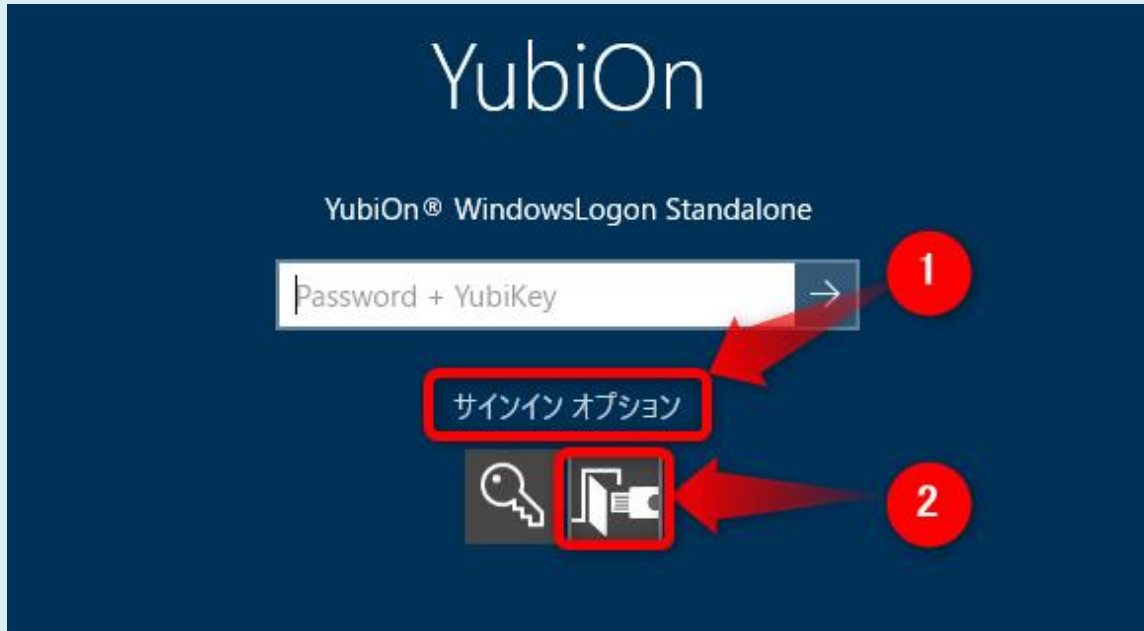 YubiOn
YubiOn® WindowsLogon Standalone
1
Password + YubiKey
サインイン オプション
2